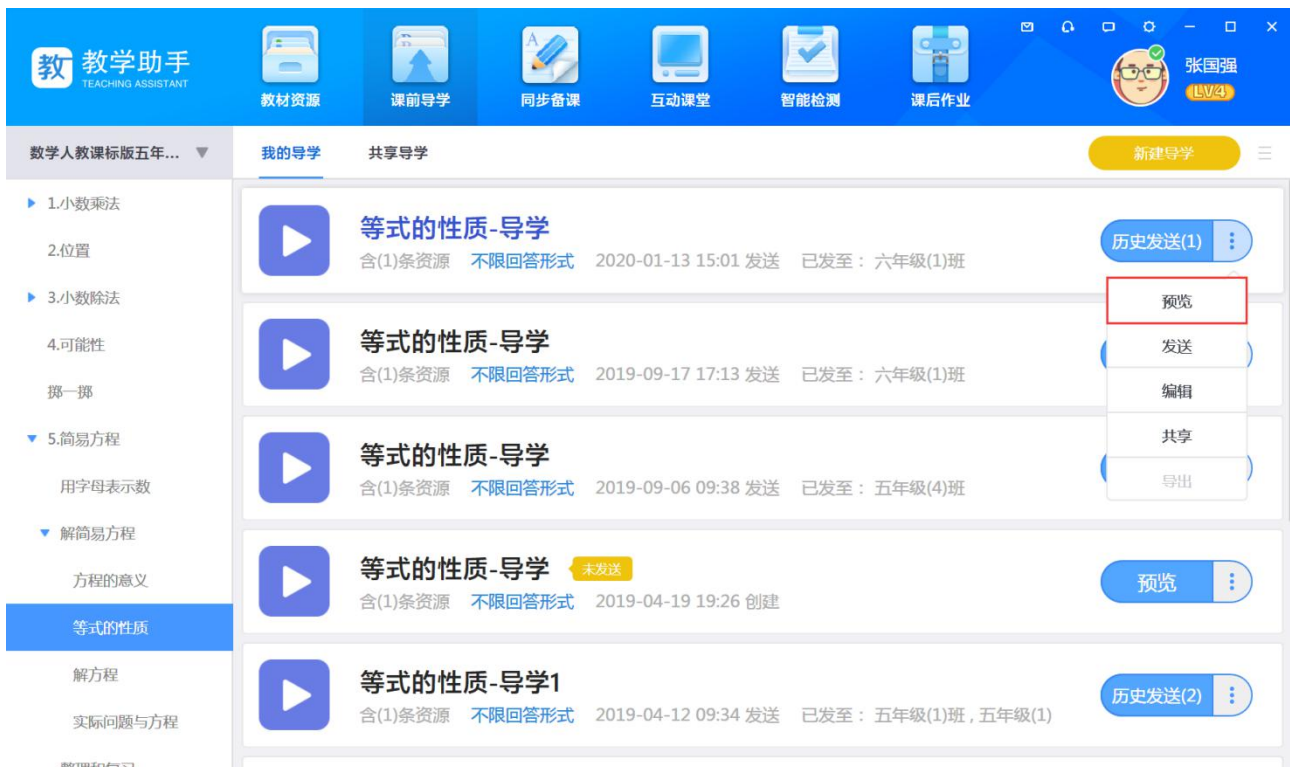 教 教学助手
TEACHING ASSISTANT
教材资源
课前导学
同步备课
互动课堂
智能检测
课后作业
张国强
LV4
数学人教课标版五年...
我的导学
共享导学
新建导学
1.小数乘法
2.位置
3.小数除法
4.可能性
掷一掷
5.简易方程
用字母表示数
解简易方程
方程的意义
等式的性质
解方程
实际问题与方程
整理和复习
等式的性质-导学
含(1)条资源 不限回答形式 2020-01-13 15:01 发送 已发至： 六年级(1)班
历史发送(1)
预览
发送
编辑
共享
导出
等式的性质-导学
含(1)条资源 不限回答形式 2019-09-17 17:13 发送 已发至： 六年级(1)班
等式的性质-导学
含(1)条资源 不限回答形式 2019-09-06 09:38 发送 已发至： 五年级(4)班
等式的性质-导学 未发送
含(1)条资源 不限回答形式 2019-04-19 19:26 创建
预览
等式的性质-导学1
含(1)条资源 不限回答形式 2019-04-12 09:34 发送 已发至： 五年级(1)班 , 五年级(1)
历史发送(2)